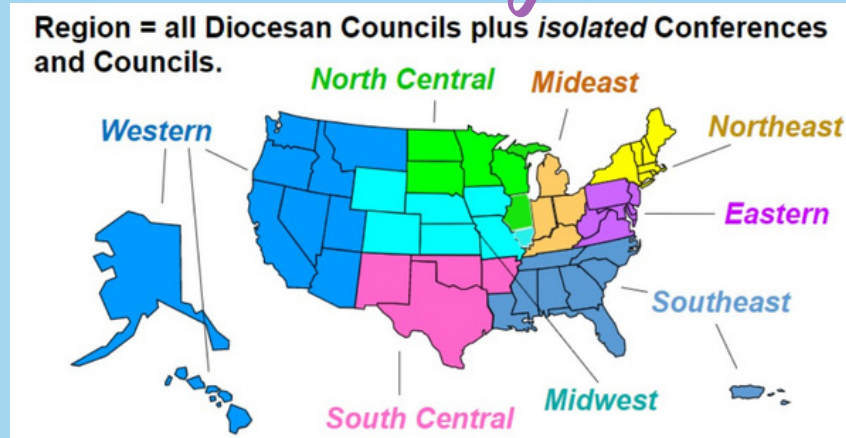 Region = all Diocesan Councils plus isolated Conferences
and Councils.
North Central
Mideast
Western
Northeast
Eastern
Southeast
Midwest
South Central